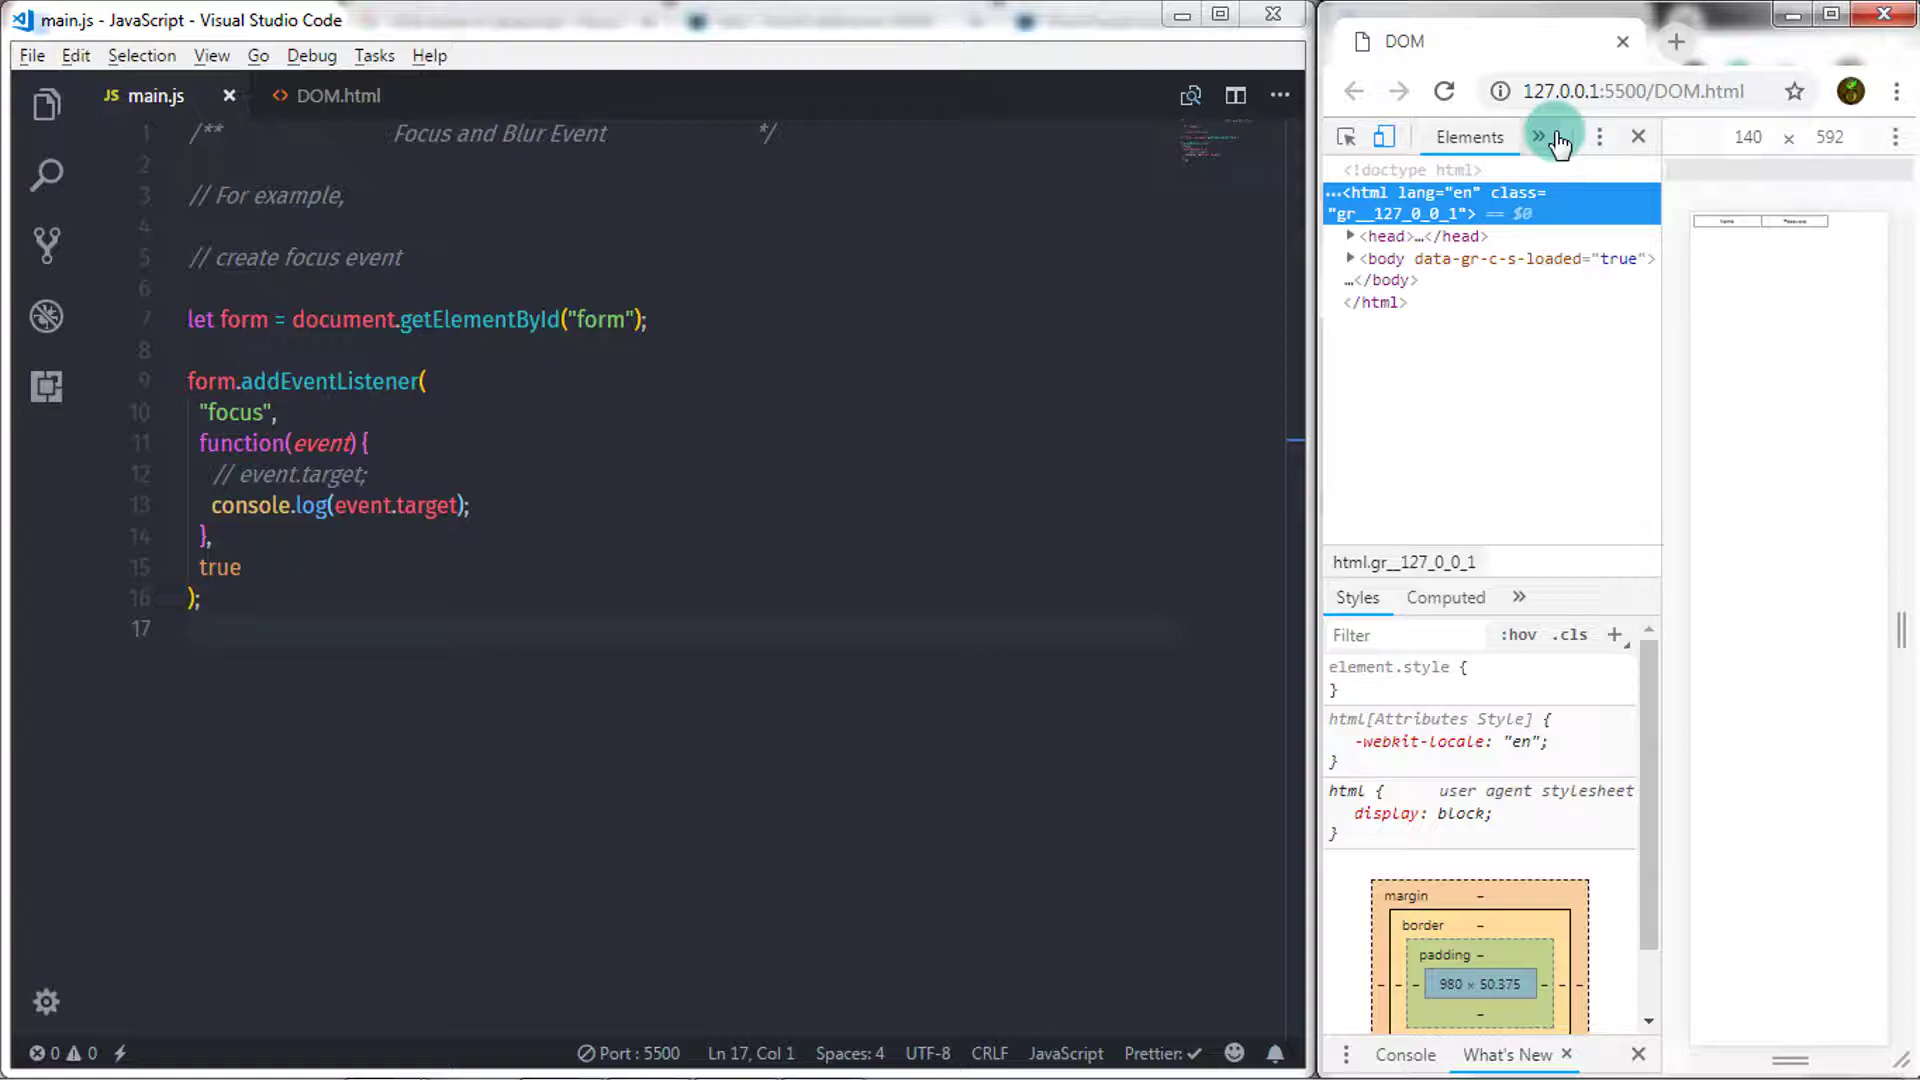 main.js - JavaScript - Visual Studio Code
File Edit Selection View Go Debug Tasks Help
JS main.js DOM.html
1 /** Focus and Blur Event */
2
3 // For example,
4
5 // create focus event
6
7 let form = document.getElementById("form");
8
9 form.addEventListener(
10 "focus",
11 function(event) {
12 // event.target;
13 console.log(event.target);
14 },
15 true
16 );
17
0 0 Port : 5500 Ln 17, Col 1 Spaces: 4 UTF-8 CRLF JavaScript Prettier:
DOM
127.0.0.1:5500/DOM.html
Elements » 140 × 592
<!doctype html>
…<html lang="en" class=
"gr__127_0_0_1"> == $0
<head>…</head>
<body data-gr-c-s-loaded="true">
…</body>
</html>
Name Password
html.gr__127_0_0_1
Styles Computed »
Filter :hov .cls +
element.style {
}
html[Attributes Style] {
-webkit-locale: "en";
}
html { user agent stylesheet
display: block;
}
margin –
border –
padding –
– – – 980 × 50.375 – – –
–
Console What's New